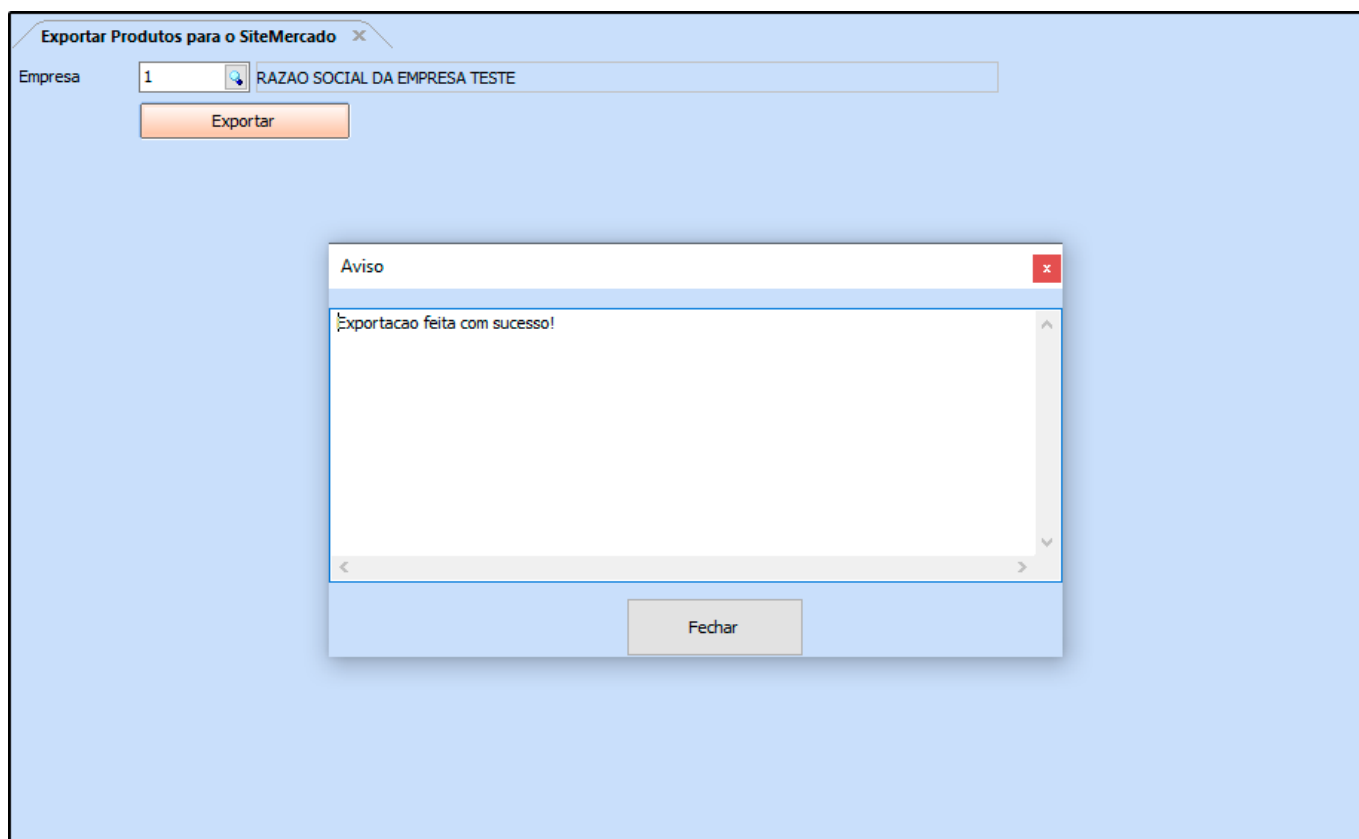 Exportar Produtos para o SiteMercado
Empresa 1 RAZAO SOCIAL DA EMPRESA TESTE
Exportar
Aviso
Exportacao feita com sucesso!
Fechar